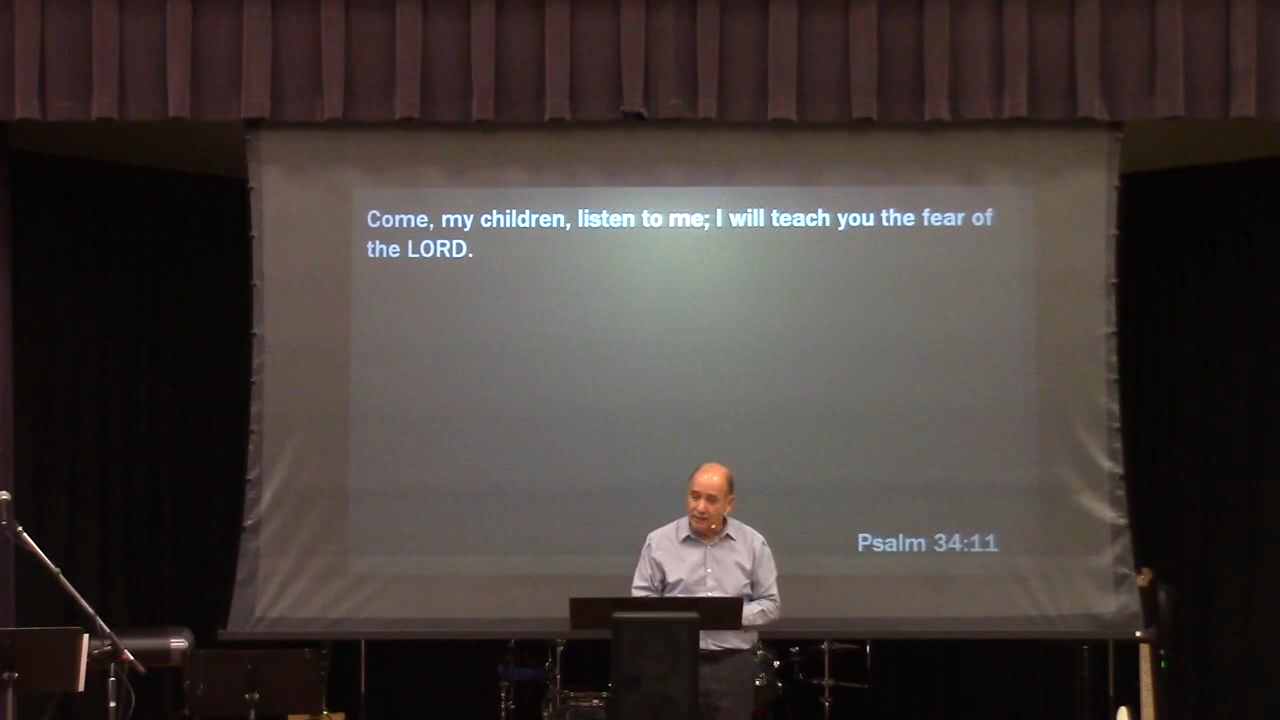 Come, my children, listen to me; I will teach you the fear of
the LORD.
Psalm 34:11